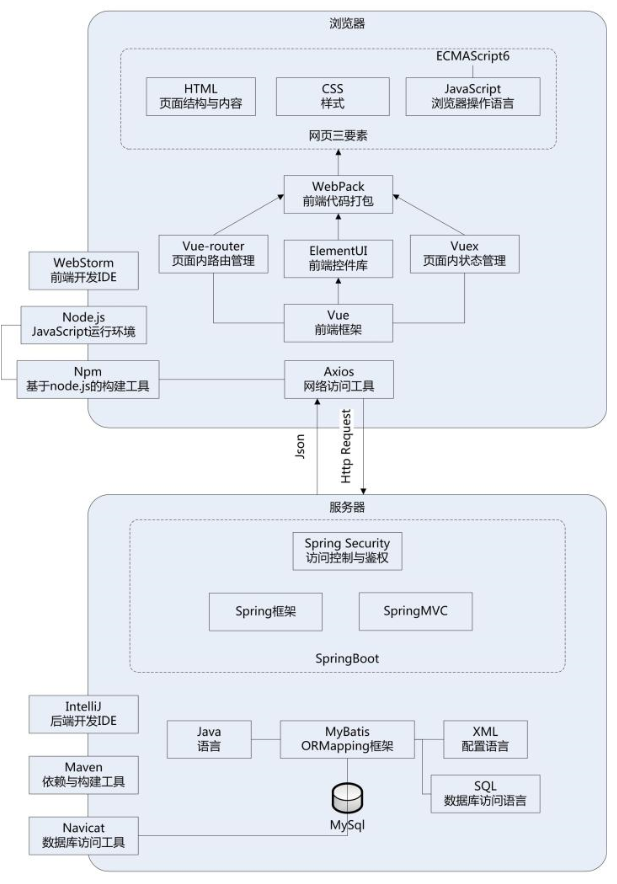 浏览器
ECMAScript6
HTML
页面结构与内容
CSS
样式
JavaScript
浏览器操作语言
网页三要素
WebPack
前端代码打包
Vue-router
页面内路由管理
ElementUI
前端控件库
Vuex
页面内状态管理
WebStorm
前端开发IDE
Node.js
JavaScript运行环境
Vue
前端框架
Npm
基于node.js的构建工具
Axios
网络访问工具
Json
Http Request
服务器
Spring Security
访问控制与鉴权
Spring框架
SpringMVC
SpringBoot
IntelliJ
后端开发IDE
Java
语言
MyBatis
ORMapping框架
XML
配置语言
Maven
依赖与构建工具
SQL
数据库访问语言
MySql
Navicat
数据库访问工具